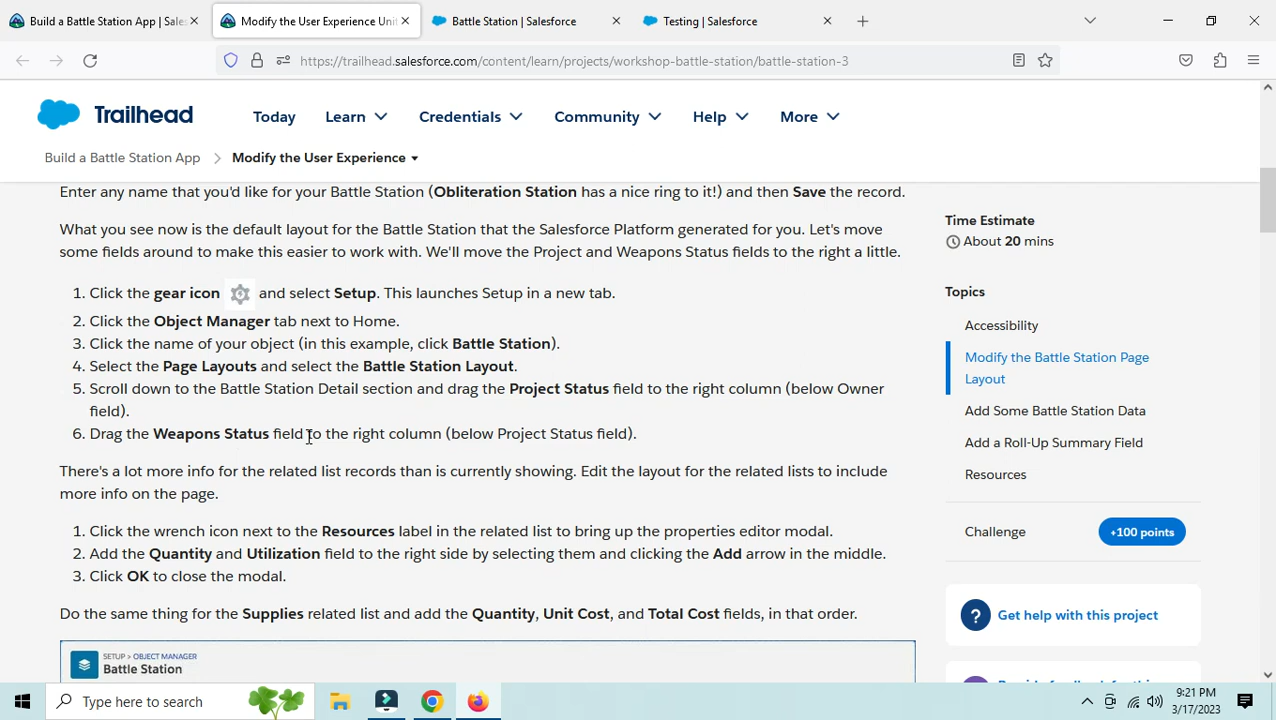 Build a Battle Station App | Sales
Modify the User Experience Unit
Battle Station | Salesforce
Testing | Salesforce
https://trailhead.salesforce.com/content/learn/projects/workshop-battle-station/battle-station-3
Trailhead
Today
Learn
Credentials
Community
Help
More
Build a Battle Station App
Modify the User Experience
Enter any name that you'd like for your Battle Station (Obliteration Station has a nice ring to it!) and then Save the record.
What you see now is the default layout for the Battle Station that the Salesforce Platform generated for you. Let's move
some fields around to make this easier to work with. We'll move the Project and Weapons Status fields to the right a little.
1. Click the gear icon and select Setup. This launches Setup in a new tab.
2. Click the Object Manager tab next to Home.
3. Click the name of your object (in this example, click Battle Station).
4. Select the Page Layouts and select the Battle Station Layout.
5. Scroll down to the Battle Station Detail section and drag the Project Status field to the right column (below Owner
field).
6. Drag the Weapons Status field to the right column (below Project Status field).
There's a lot more info for the related list records than is currently showing. Edit the layout for the related lists to include
more info on the page.
1. Click the wrench icon next to the Resources label in the related list to bring up the properties editor modal.
2. Add the Quantity and Utilization field to the right side by selecting them and clicking the Add arrow in the middle.
3. Click OK to close the modal.
Do the same thing for the Supplies related list and add the Quantity, Unit Cost, and Total Cost fields, in that order.
SETUP > OBJECT MANAGER
Battle Station
Time Estimate
About 20 mins
Topics
Accessibility
Modify the Battle Station Page
Layout
Add Some Battle Station Data
Add a Roll-Up Summary Field
Resources
Challenge
+100 points
Get help with this project
Type here to search
9:21 PM
3/17/2023